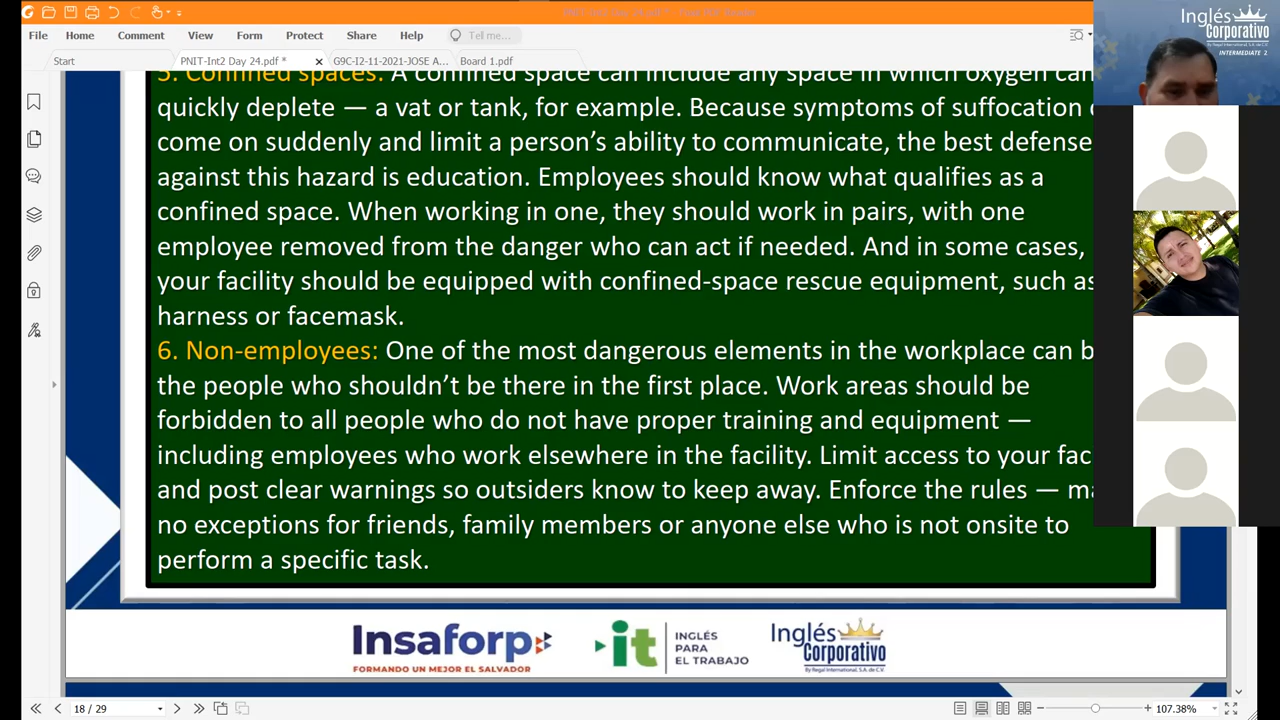 File Home Comment View Form Protect Share Help Tell me...
Start PNIT-Int2 Day 24.pdf * G9C-I2-11-2021-JOSE A... Board 1.pdf
Inglés
Corporativo
By Regal International, S.A. de C.V.
INTERMEDIATE 2
5. Confined spaces: A confined space can include any space in which oxygen can
quickly deplete — a vat or tank, for example. Because symptoms of suffocation
come on suddenly and limit a person's ability to communicate, the best defense
against this hazard is education. Employees should know what qualifies as a
confined space. When working in one, they should work in pairs, with one
employee removed from the danger who can act if needed. And in some cases,
your facility should be equipped with confined-space rescue equipment, such as
harness or facemask.
6. Non-employees: One of the most dangerous elements in the workplace can b
the people who shouldn't be there in the first place. Work areas should be
forbidden to all people who do not have proper training and equipment —
including employees who work elsewhere in the facility. Limit access to your fac
and post clear warnings so outsiders know to keep away. Enforce the rules — ma
no exceptions for friends, family members or anyone else who is not onsite to
perform a specific task.
Insaforp
FORMANDO UN MEJOR EL SALVADOR
it INGLÉS
PARA
EL TRABAJO
Inglés
Corporativo
By Regal International, S.A. de C.V.
18 / 29 107.38%